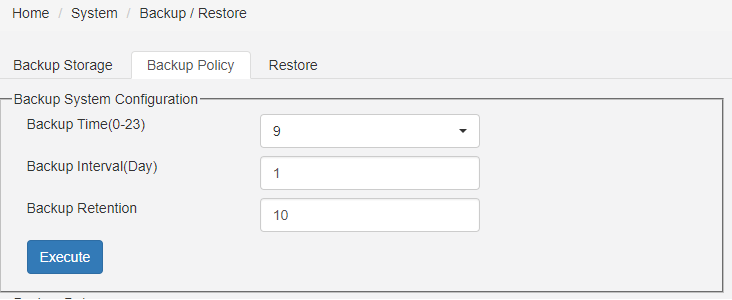 Home / System / Backup / Restore
Backup Storage Backup Policy Restore
Backup System Configuration
Backup Time(0-23) 9
Backup Interval(Day) 1
Backup Retention 10
Execute